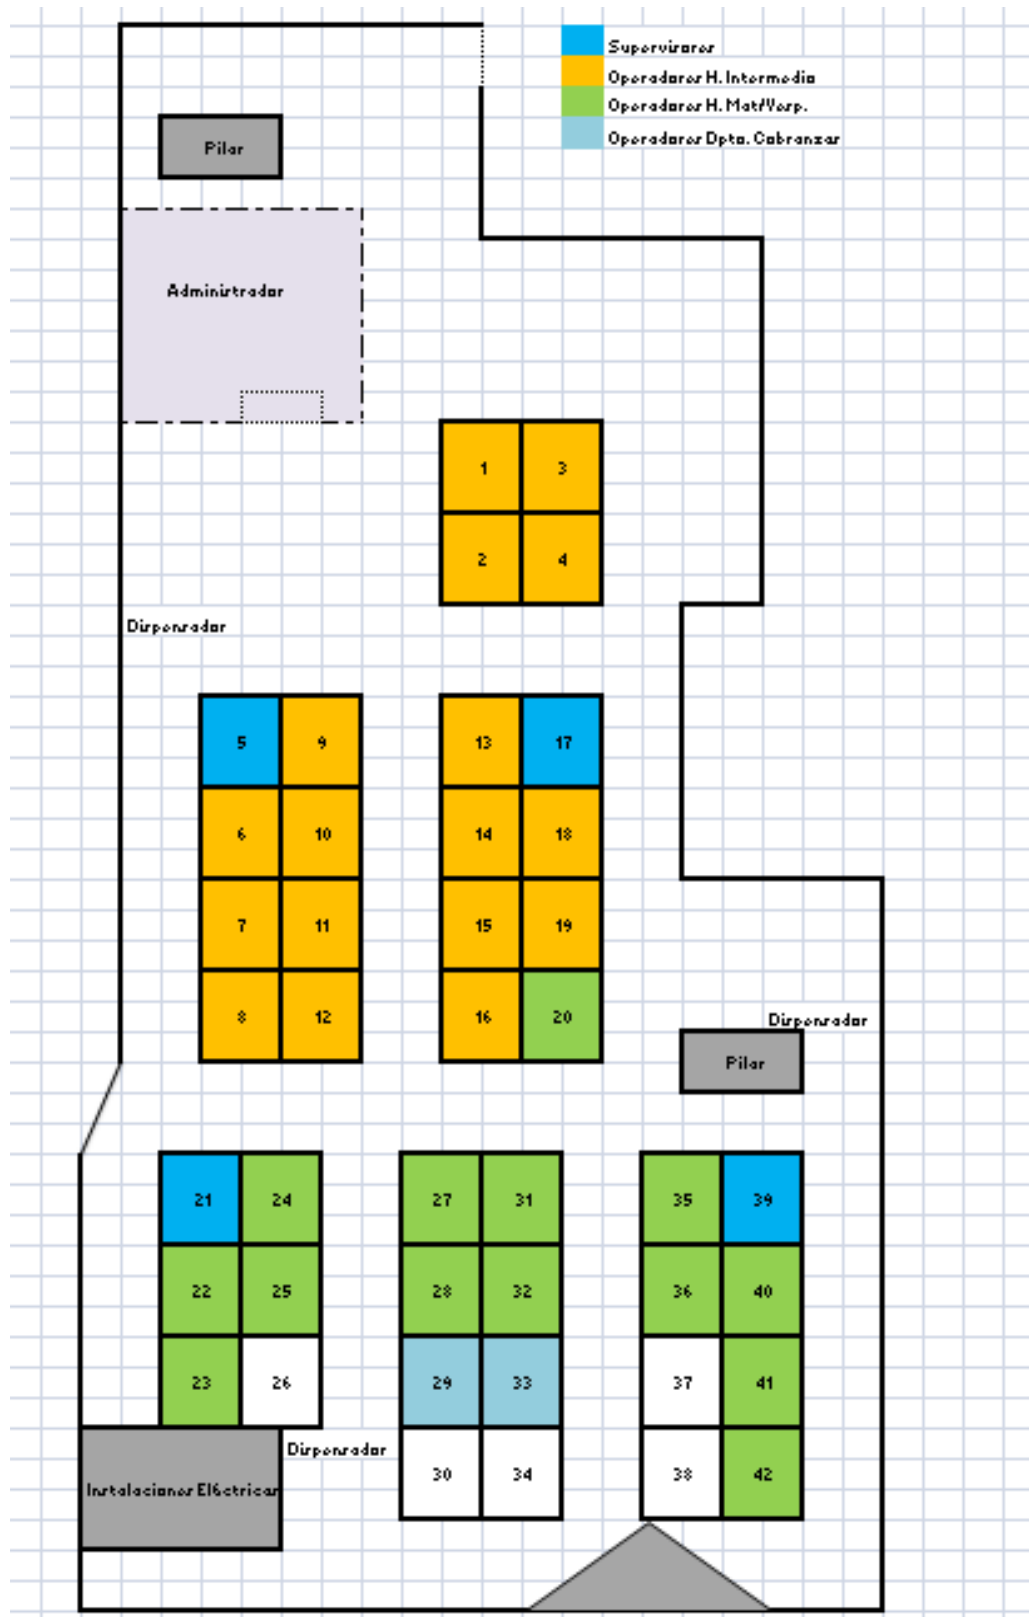 Supervisores
Operadores H. Intermedio
Operadores H. Mat/Vesp.
Operadores Dpto. Cobranzas
Pilar
Administrador
1 3
2 4
Dispensador
5 9 13 17
6 10 14 18
7 11 15 19
8 12 16 20
Dispensador
Pilar
21 24 27 31 35 39
22 25 28 32 36 40
23 26 29 33 37 41
Dispensador
30 34 38 42
Instalaciones Eléctricas